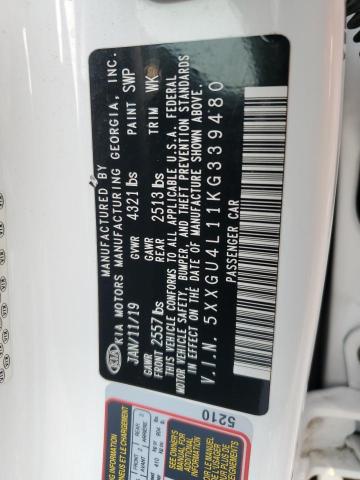 MANUFACTURED BY
KIA KIA MOTORS MANUFACTURING GEORGIA, INC.
JAN/11/19 GVWR 4321 lbs PAINT SWP
GAWR FRONT 2557 lbs GAWR REAR 2513 lbs TRIM WK
THIS VEHICLE CONFORMS TO ALL APPLICABLE U.S.A. FEDERAL
MOTOR VEHICLE SAFETY, BUMPER, AND THEFT PREVENTION STANDARDS
IN EFFECT ON THE DATE OF MANUFACTURE SHOWN ABOVE.
V.I.N. 5XXGU4L11KG339480
PASSENGER CAR
5210